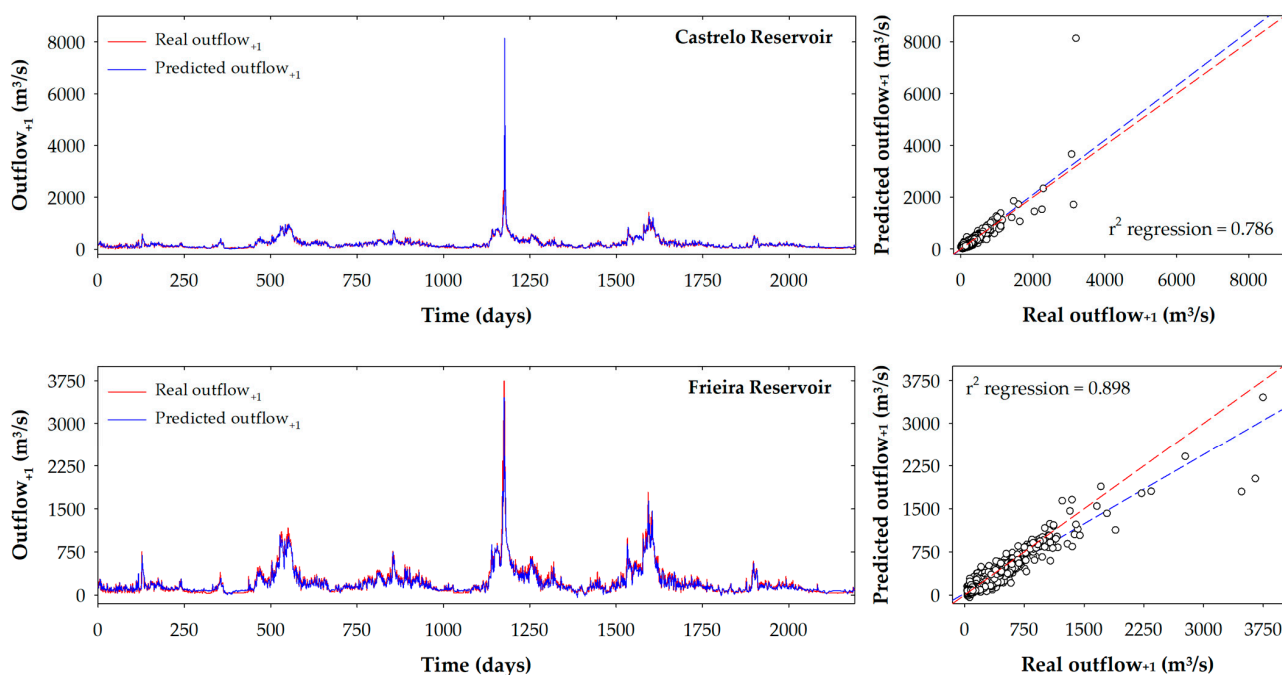 Outflow₊₁ (m³/s)
8000
6000
4000
2000
0
Real outflow₊₁
Predicted outflow₊₁
Castrelo Reservoir
0 250 500 750 1000 1250 1500 1750 2000
Time (days)
Predicted outflow₊₁ (m³/s)
8000
6000
4000
2000
0
r² regression = 0.786
0 2000 4000 6000 8000
Real outflow₊₁ (m³/s)
Outflow₊₁ (m³/s)
3750
3000
2250
1500
750
0
Real outflow₊₁
Predicted outflow₊₁
Frieira Reservoir
0 250 500 750 1000 1250 1500 1750 2000
Time (days)
Predicted outflow₊₁ (m³/s)
3750
3000
2250
1500
750
0
r² regression = 0.898
0 750 1500 2250 3000 3750
Real outflow₊₁ (m³/s)